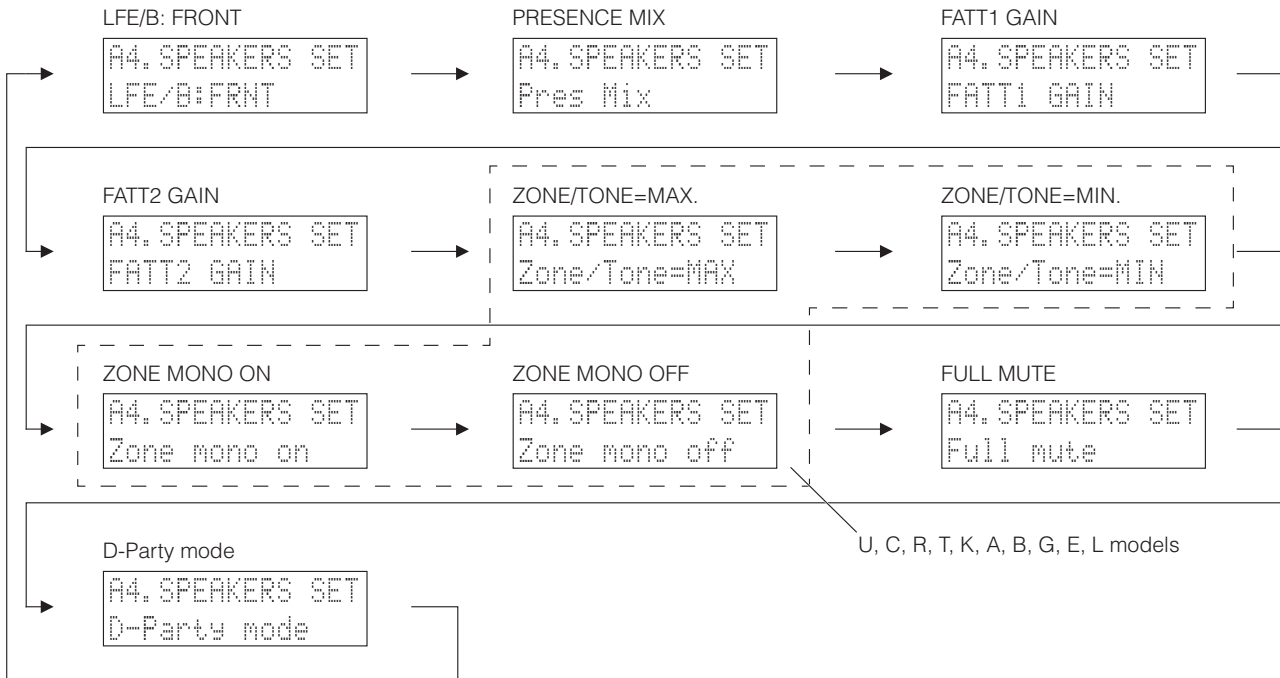 LFE/B: FRONT
A4.SPEAKERS SET
LFE/B:FRNT
PRESENCE MIX
A4.SPEAKERS SET
Pres Mix
FATT1 GAIN
A4.SPEAKERS SET
FATT1 GAIN
FATT2 GAIN
A4.SPEAKERS SET
FATT2 GAIN
ZONE/TONE=MAX.
A4.SPEAKERS SET
Zone/Tone=MAX
ZONE/TONE=MIN.
A4.SPEAKERS SET
Zone/Tone=MIN
ZONE MONO ON
A4.SPEAKERS SET
Zone mono on
ZONE MONO OFF
A4.SPEAKERS SET
Zone mono off
FULL MUTE
A4.SPEAKERS SET
Full mute
U, C, R, T, K, A, B, G, E, L models
D-Party mode
A4.SPEAKERS SET
D-Party mode